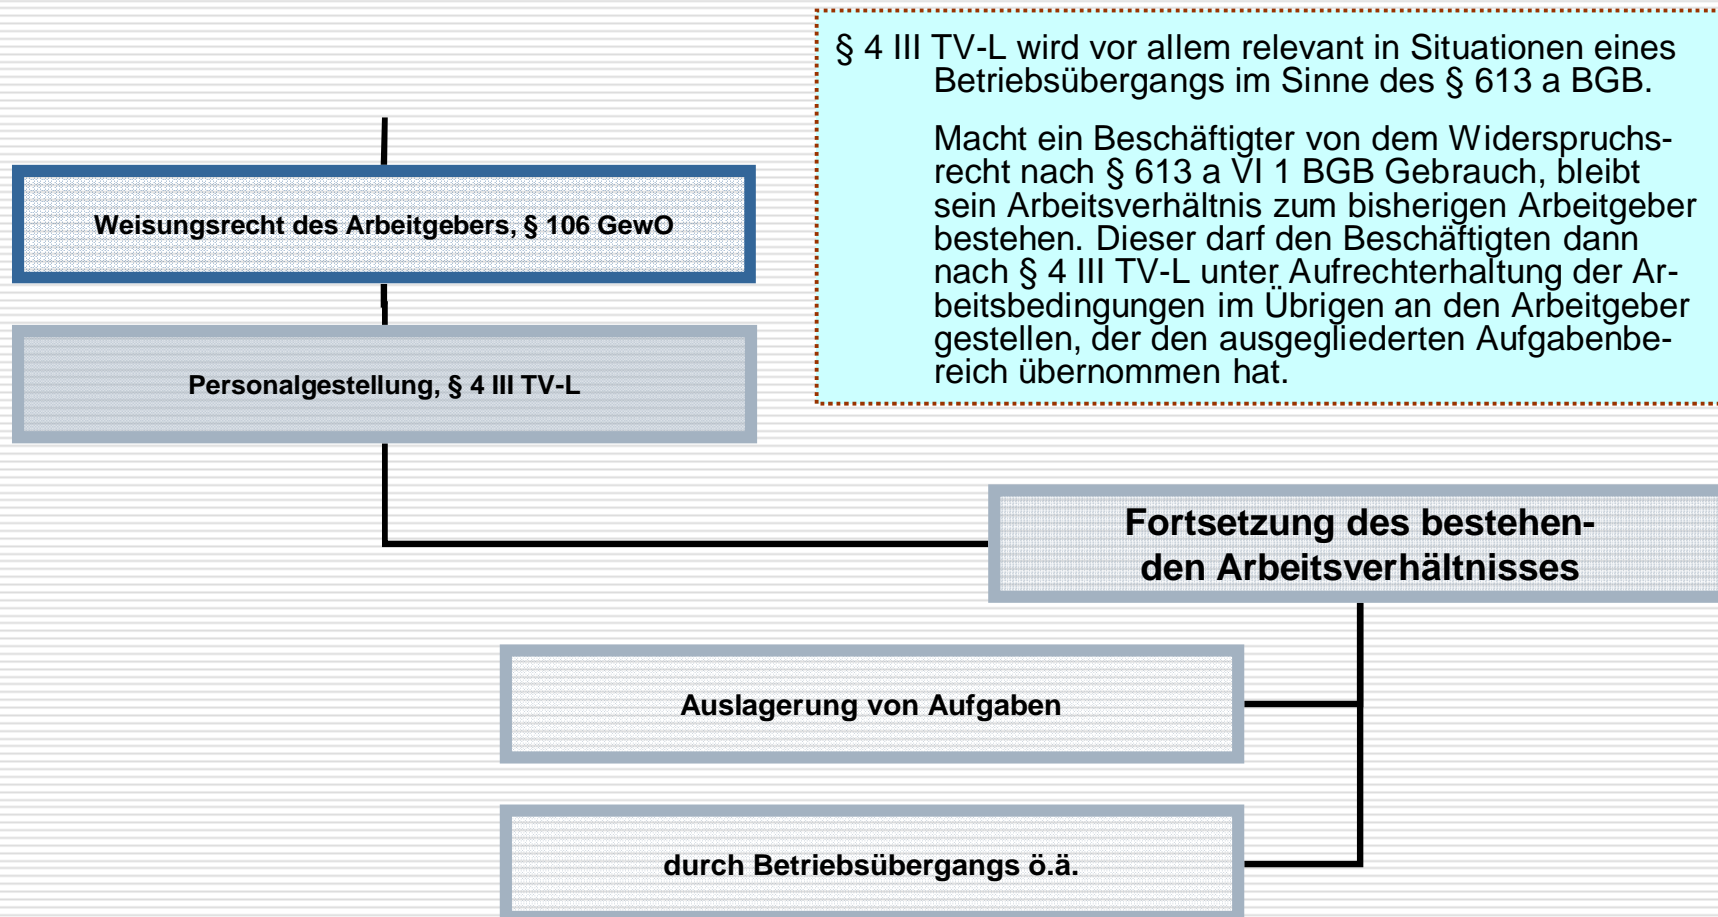 § 4 III TV-L wird vor allem relevant in Situationen eines
Betriebsübergangs im Sinne des § 613 a BGB.
Macht ein Beschäftigter von dem Widerspruchs-
recht nach § 613 a VI 1 BGB Gebrauch, bleibt
sein Arbeitsverhältnis zum bisherigen Arbeitgeber
bestehen. Dieser darf den Beschäftigten dann
nach § 4 III TV-L unter Aufrechterhaltung der Ar-
beitsbedingungen im Übrigen an den Arbeitgeber
gestellen, der den ausgegliederten Aufgabenbe-
reich übernommen hat.
Weisungsrecht des Arbeitgebers, § 106 GewO
Personalgestellung, § 4 III TV-L
Fortsetzung des bestehen-
den Arbeitsverhältnisses
Auslagerung von Aufgaben
durch Betriebsübergangs ö.ä.